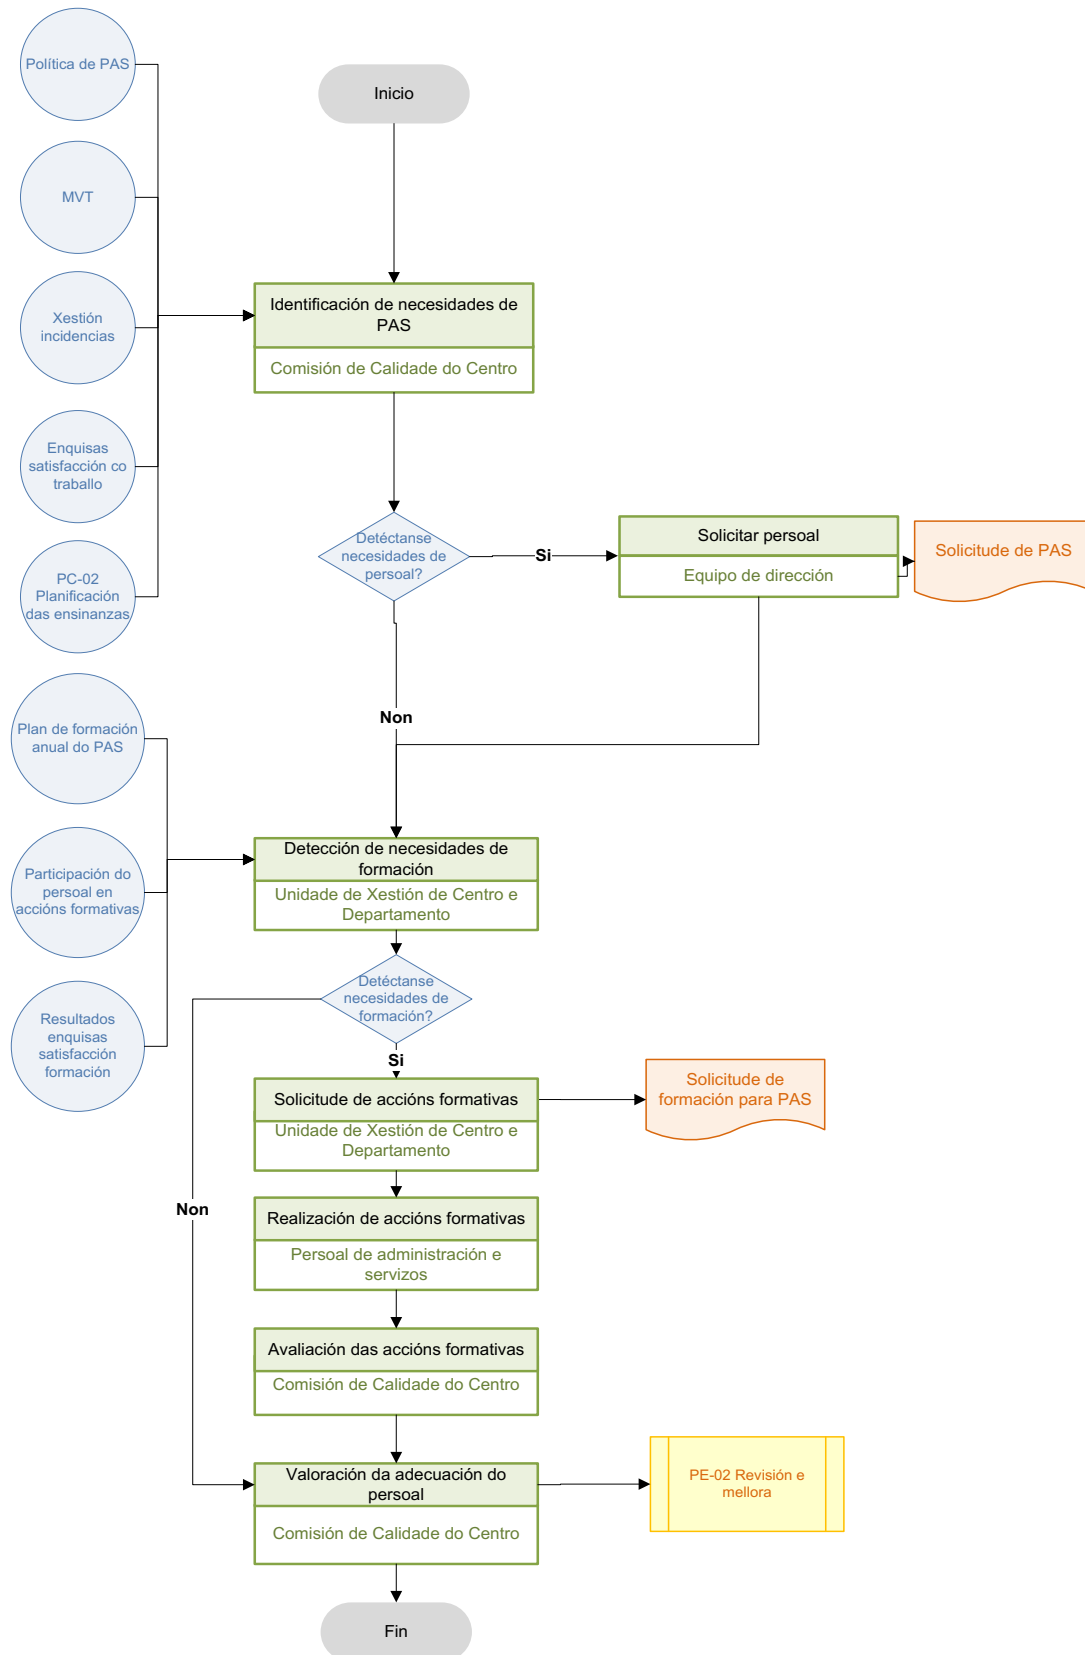 Política de PAS
Inicio
MVT
Xestión
incidencias
Identificación de necesidades de
PAS
Comisión de Calidade do Centro
Enquisas
satisfacción co
traballo
Detéctanse
necesidades de
persoal?
Si
Solicitar persoal
Equipo de dirección
Solicitude de PAS
PC-02
Planificación
das ensinanzas
Non
Plan de formación
anual do PAS
Detección de necesidades de
formación
Unidade de Xestión de Centro e
Departamento
Participación do
persoal en
accións formativas
Detéctanse
necesidades de
formación?
Resultados
enquisas
satisfacción
formación
Si
Solicitude de accións formativas
Unidade de Xestión de Centro e
Departamento
Solicitude de
formación para PAS
Non
Realización de accións formativas
Persoal de administración e
servizos
Avaliación das accións formativas
Comisión de Calidade do Centro
Valoración da adecuación do
persoal
Comisión de Calidade do Centro
PE-02 Revisión e
mellora
Fin